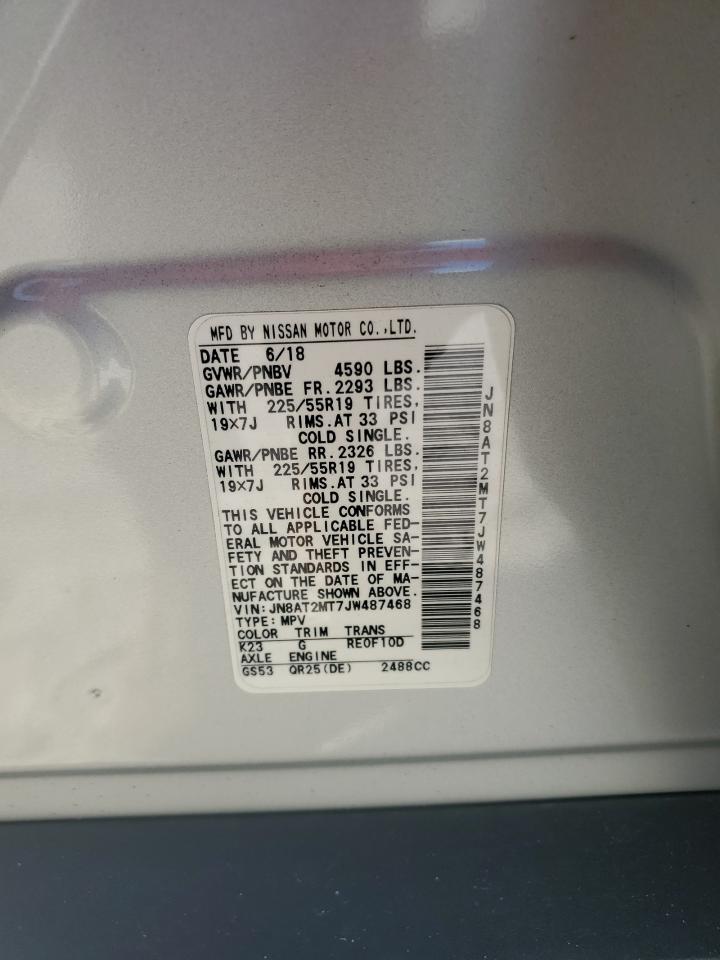 MFD BY NISSAN MOTOR CO.,LTD.
DATE 6/18
GVWR/PNBV 4590 LBS.
GAWR/PNBE FR.2293 LBS.
WITH 225/55R19 TIRES,
19×7J RIMS.AT 33 PSI
COLD SINGLE.
GAWR/PNBE RR.2326 LBS.
WITH 225/55R19 TIRES,
19×7J RIMS.AT 33 PSI
COLD SINGLE.
THIS VEHICLE CONFORMS
TO ALL APPLICABLE FED-
ERAL MOTOR VEHICLE SA-
FETY AND THEFT PREVEN-
TION STANDARDS IN EFF-
ECT ON THE DATE OF MA-
NUFACTURE SHOWN ABOVE.
VIN:JN8AT2MT7JW487468
TYPE:MPV
COLOR TRIM TRANS
K23 G RE0F10D
AXLE ENGINE
GS53 QR25(DE) 2488CC
JN8AT2MT7JW487468